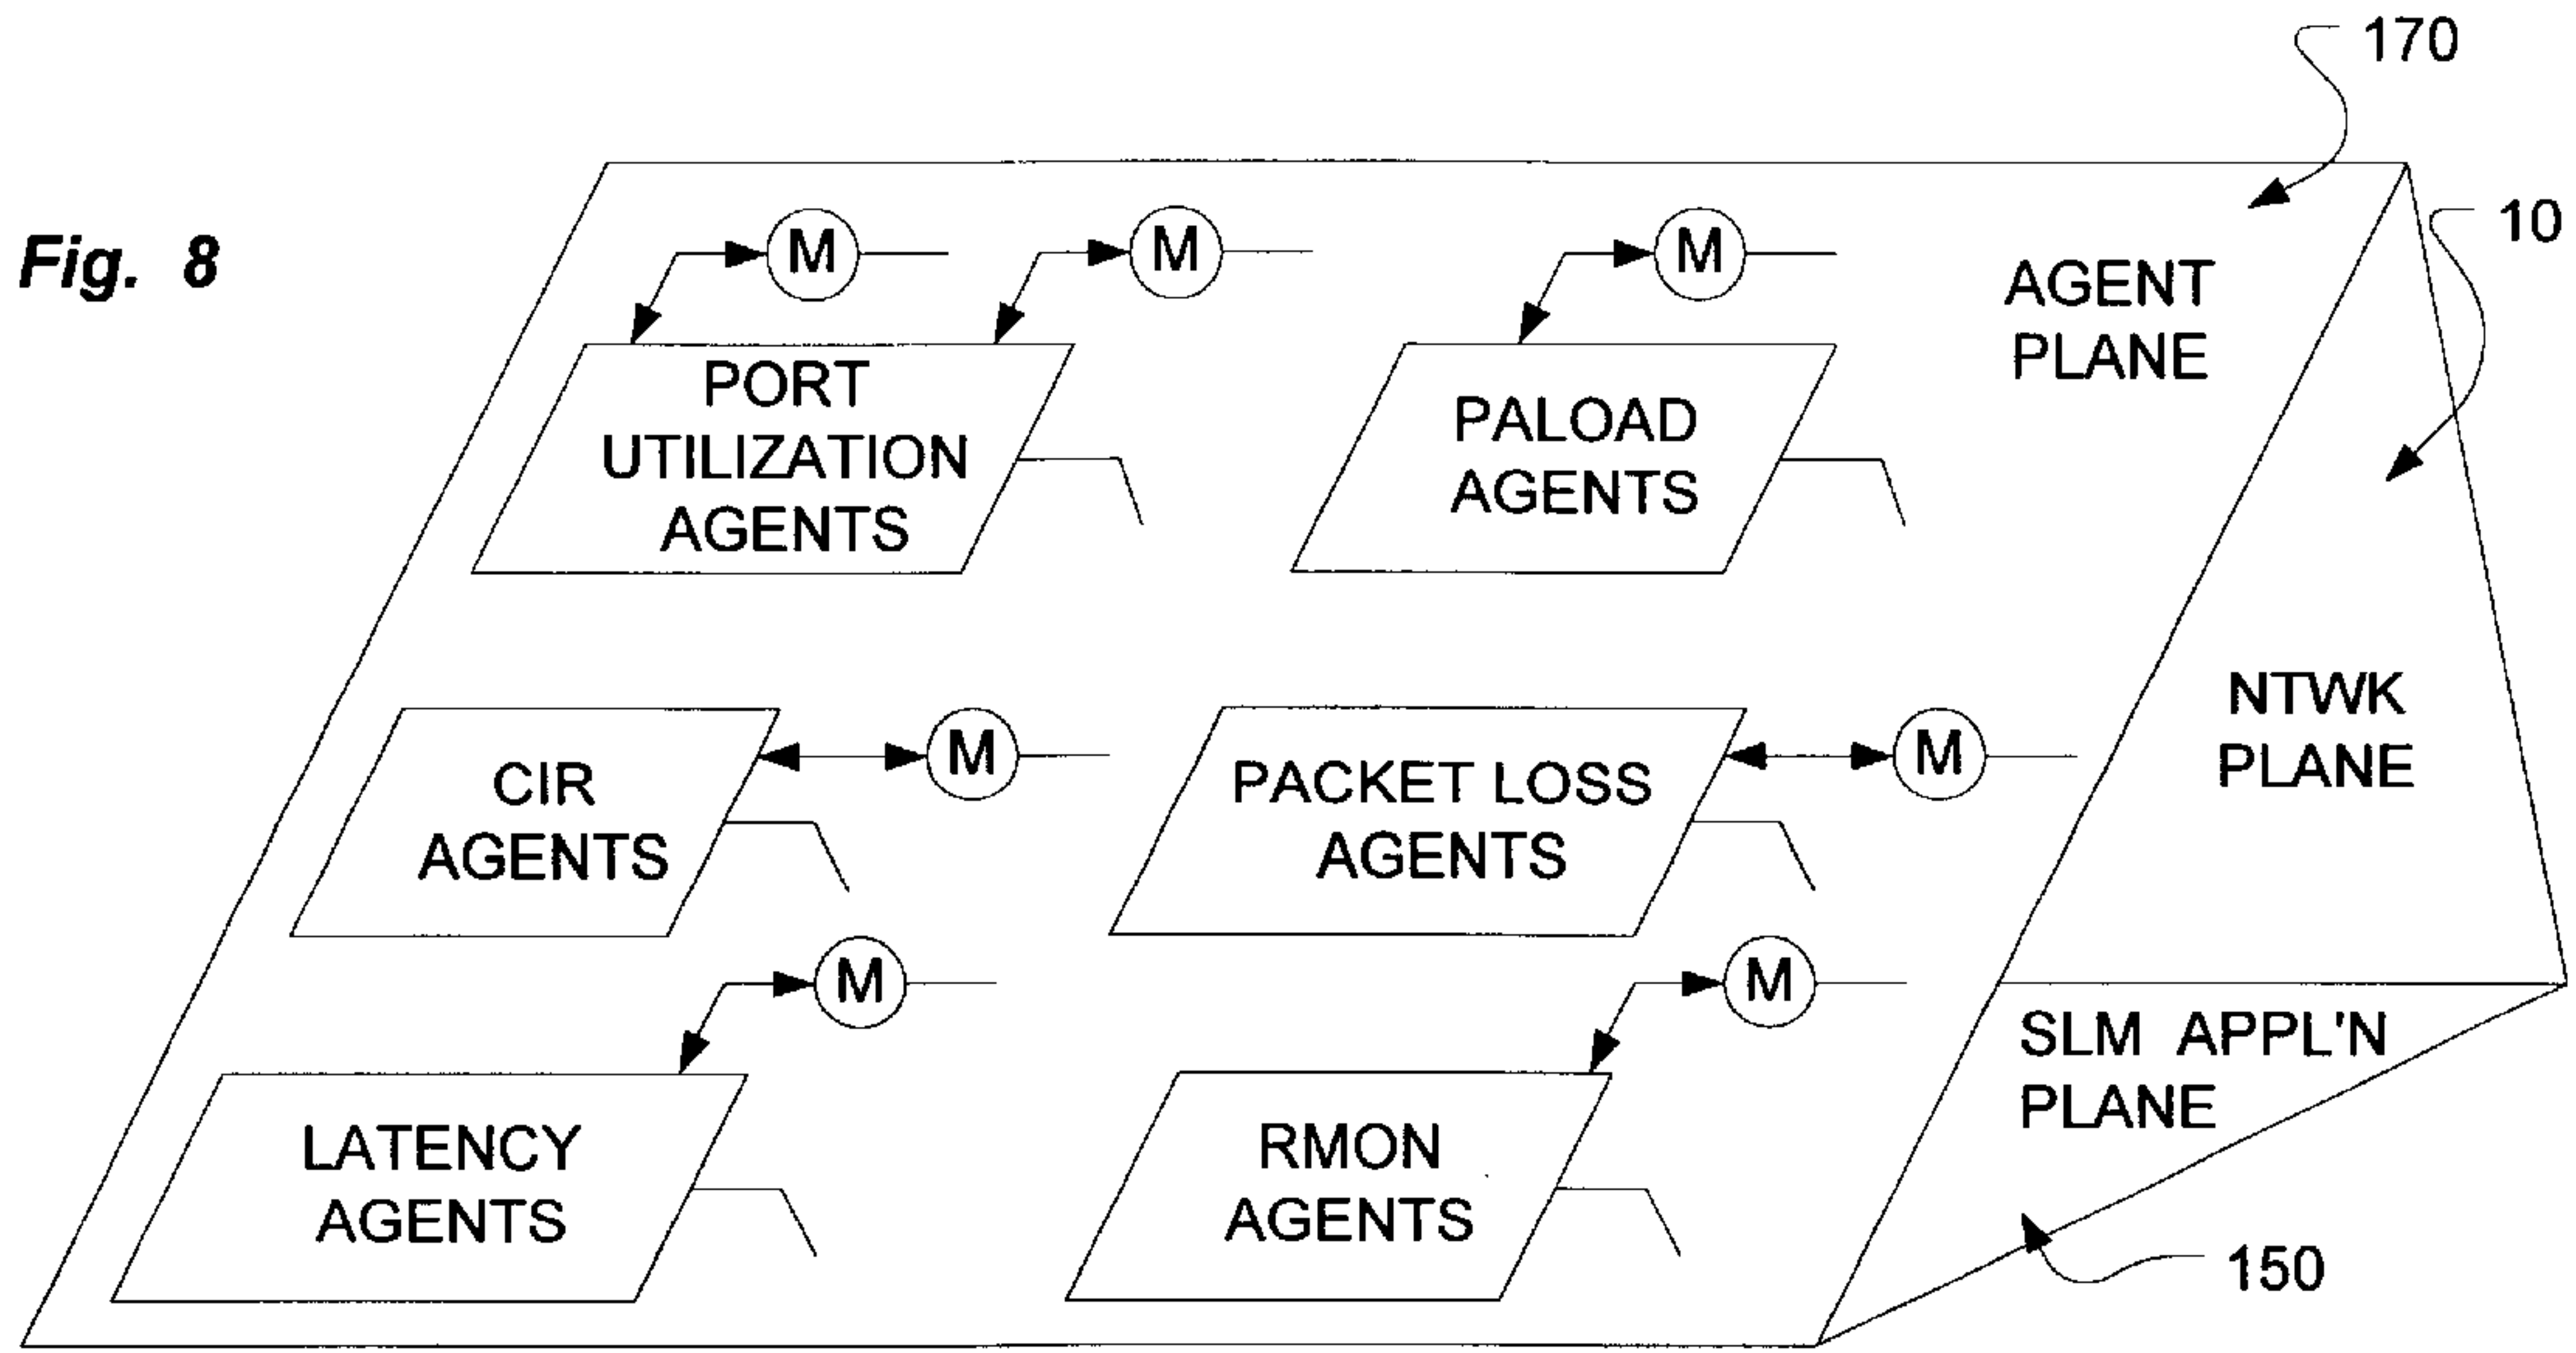 170
10
Fig. 8
M
M
M
AGENT
PLANE
PORT
UTILIZATION
AGENTS
PALOAD
AGENTS
NTWK
PLANE
CIR
AGENTS
M
PACKET LOSS
AGENTS
M
M
M
SLM APPL'N
PLANE
LATENCY
AGENTS
RMON
AGENTS
150